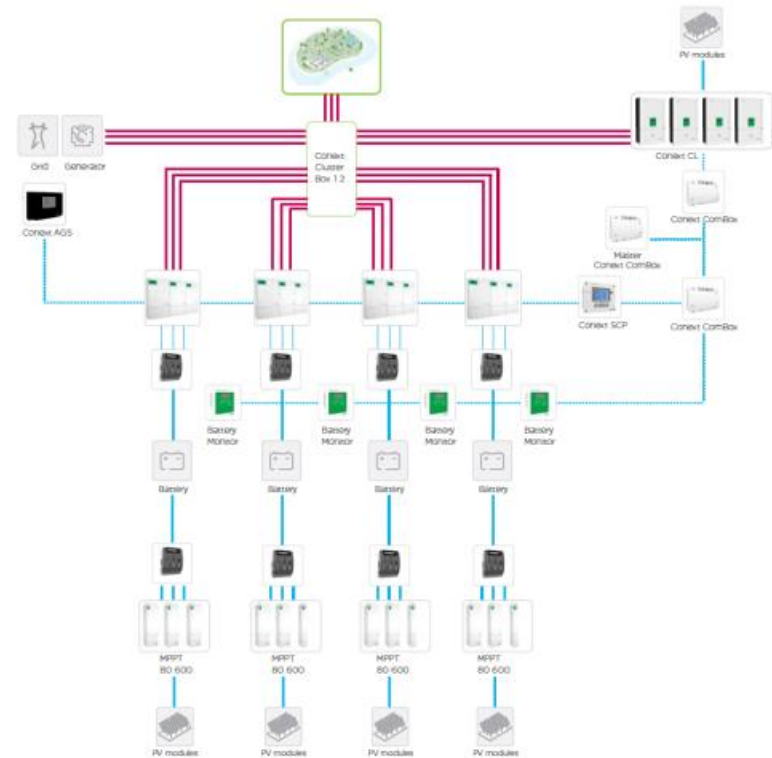 PV modules
Conext CL
Conext
Cluster
Box 1 2
Grid
Generator
Conext AGS
Conext ComBox
Master
Conext ComBox
Conext SCP
Conext ComBox
Battery
Monitor
Battery
Monitor
Battery
Monitor
Battery
Monitor
Battery
Battery
Battery
Battery
MPPT
80 600
MPPT
80 600
MPPT
80 600
MPPT
80 600
PV modules
PV modules
PV modules
PV modules